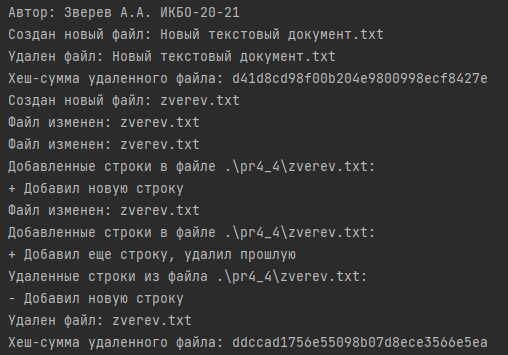 Автор: Зверев А.А. ИКБО-20-21
Создан новый файл: Новый текстовый документ.txt
Удален файл: Новый текстовый документ.txt
Хеш-сумма удаленного файла: d41d8cd98f00b204e9800998ecf8427e
Создан новый файл: zverev.txt
Файл изменен: zverev.txt
Файл изменен: zverev.txt
Добавленные строки в файле .\pr4_4\zverev.txt:
+ Добавил новую строку
Файл изменен: zverev.txt
Добавленные строки в файле .\pr4_4\zverev.txt:
+ Добавил еще строку, удалил прошлую
Удаленные строки из файла .\pr4_4\zverev.txt:
- Добавил новую строку
Удален файл: zverev.txt
Хеш-сумма удаленного файла: ddccad1756e55098b07d8ece3566e5ea